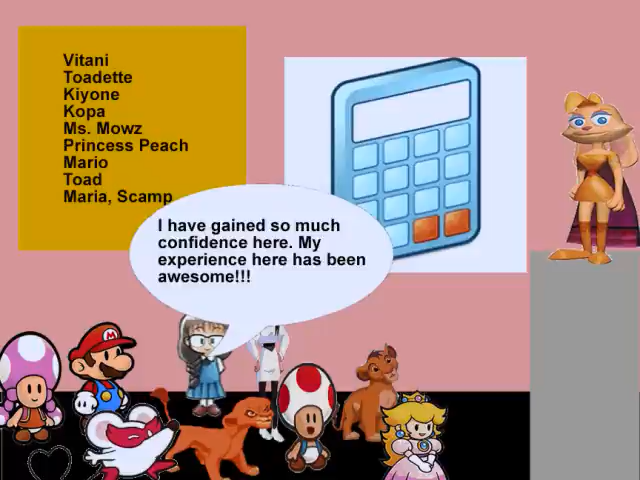 Vitani
Toadette
Kiyone
Kopa
Ms. Mowz
Princess Peach
Mario
Toad
Maria, Scamp
I have gained so much
confidence here. My
experience here has been
awesome!!!
M